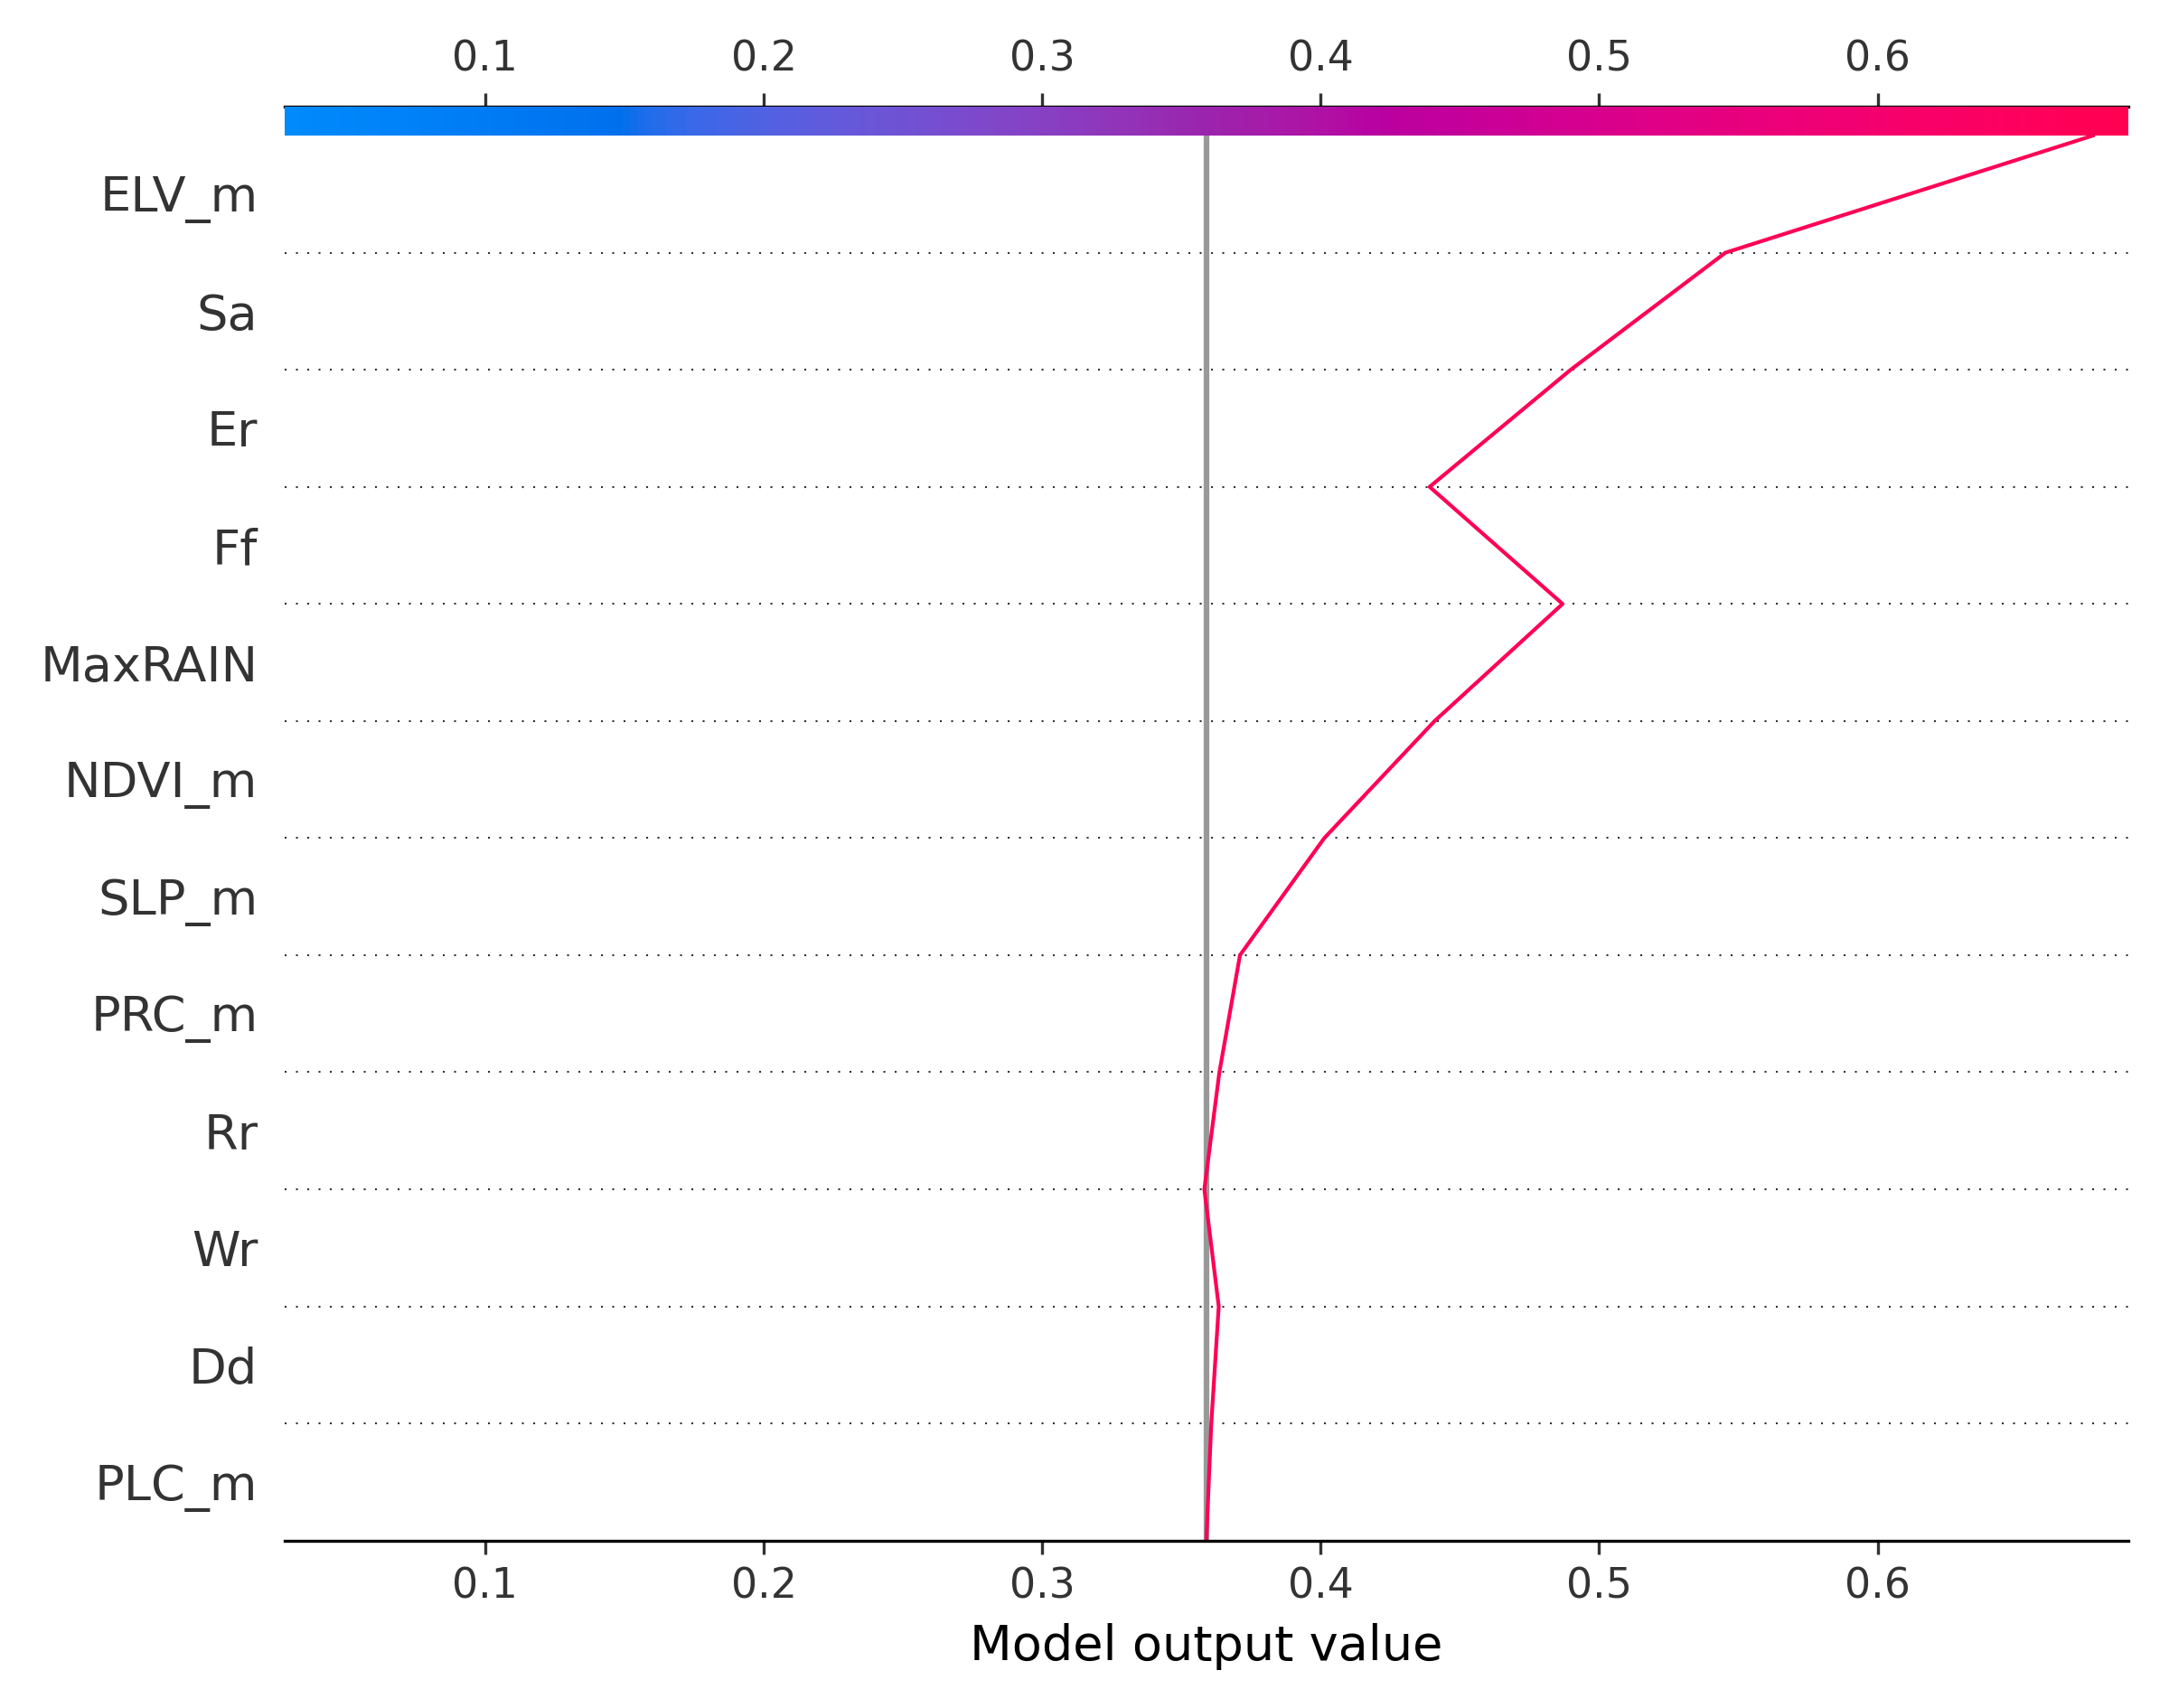 0.1 0.2 0.3 0.4 0.5 0.6
ELV_m
Sa
Er
Ff
MaxRAIN
NDVI_m
SLP_m
PRC_m
Rr
Wr
Dd
PLC_m
0.1 0.2 0.3 0.4 0.5 0.6
Model output value